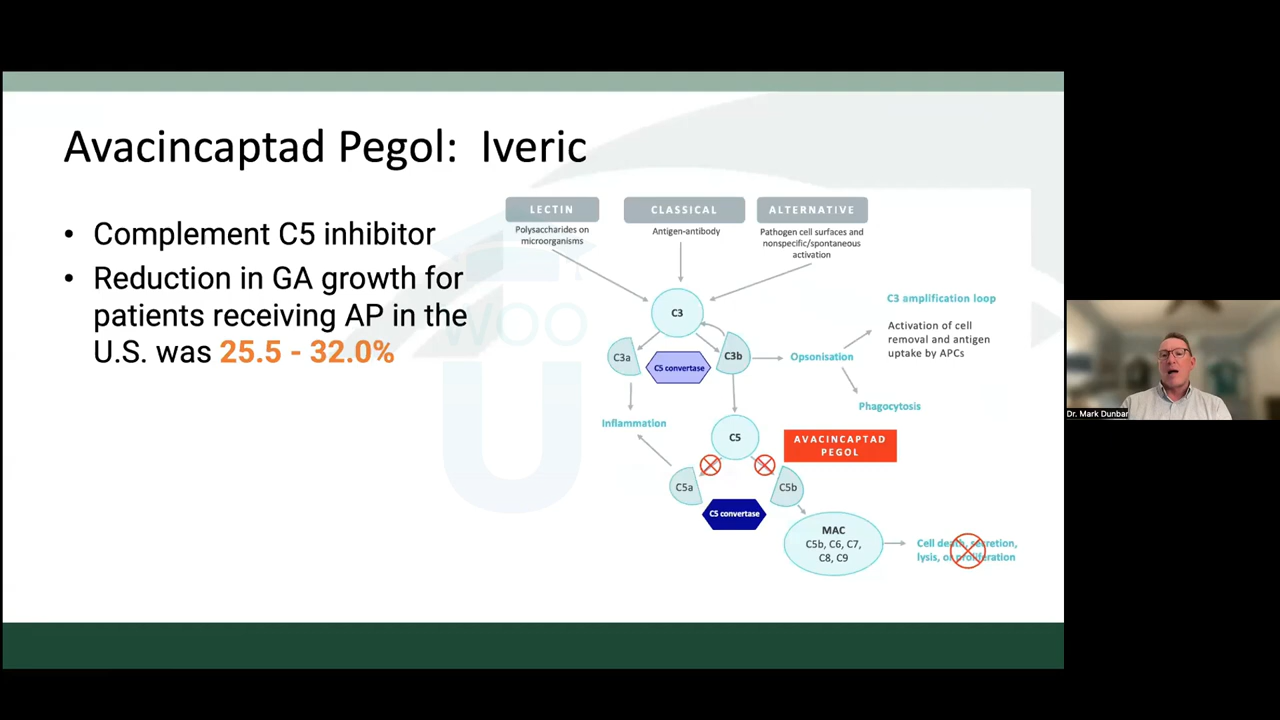 Avacincaptad Pegol: Iveric
• Complement C5 inhibitor
• Reduction in GA growth for
patients receiving AP in the
U.S. was 25.5 - 32.0%
LECTIN
Polysaccharides on
microorganisms
CLASSICAL
Antigen-antibody
ALTERNATIVE
Pathogen cell surfaces and
nonspecific/spontaneous
activation
C3
C3a
C5 convertase
C3b
Opsonisation
C3 amplification loop
Activation of cell
removal and antigen
uptake by APCs
Phagocytosis
Inflammation
C5
AVACINCAPTAD
PEGOL
C5a
C5b
C5 convertase
MAC
C5b, C6, C7,
C8, C9
Cell death, secretion,
lysis, or proliferation
WOO
U
Dr. Mark Dunbar